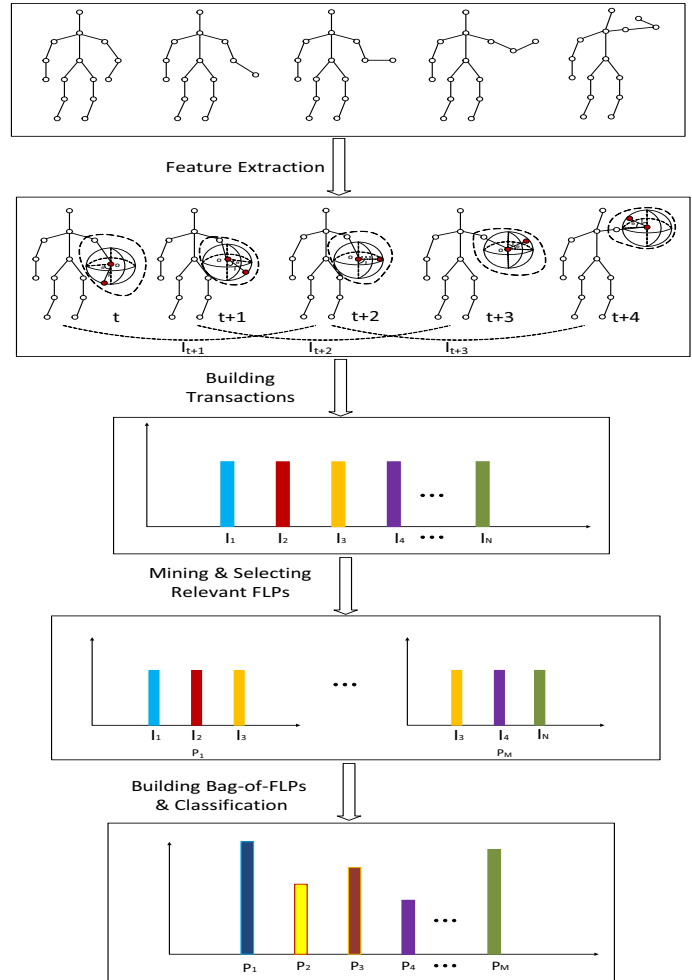 Feature Extraction
t t+1 t+2 t+3 t+4
It+1 It+2 It+3
Building
Transactions
I1 I2 I3 I4 ••• IN
Mining & Selecting
Relevant FLPs
I1 I2 I3 ••• I3 I4 IN
P1 PM
Building Bag-of-FLPs
& Classification
P1 P2 P3 P4 ••• PM